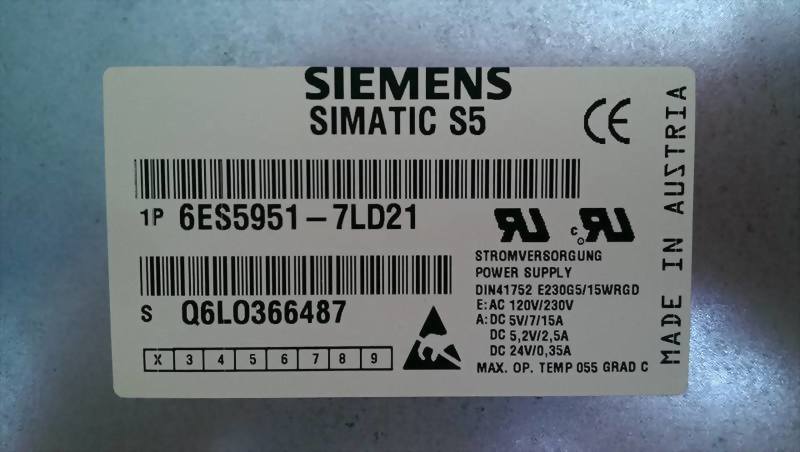 SIEMENS
SIMATIC S5
CE
MADE IN AUSTRIA
1P 6ES5951-7LD21
S Q6LO366487
X 3 4 5 6 7 8 9
STROMVERSORGUNG
POWER SUPPLY
DIN41752 E230G5/15WRGD
E: AC 120V/230V
A: DC 5V/7/15A
DC 5,2V/2,5A
DC 24V/0,35A
MAX. OP. TEMP 055 GRAD C